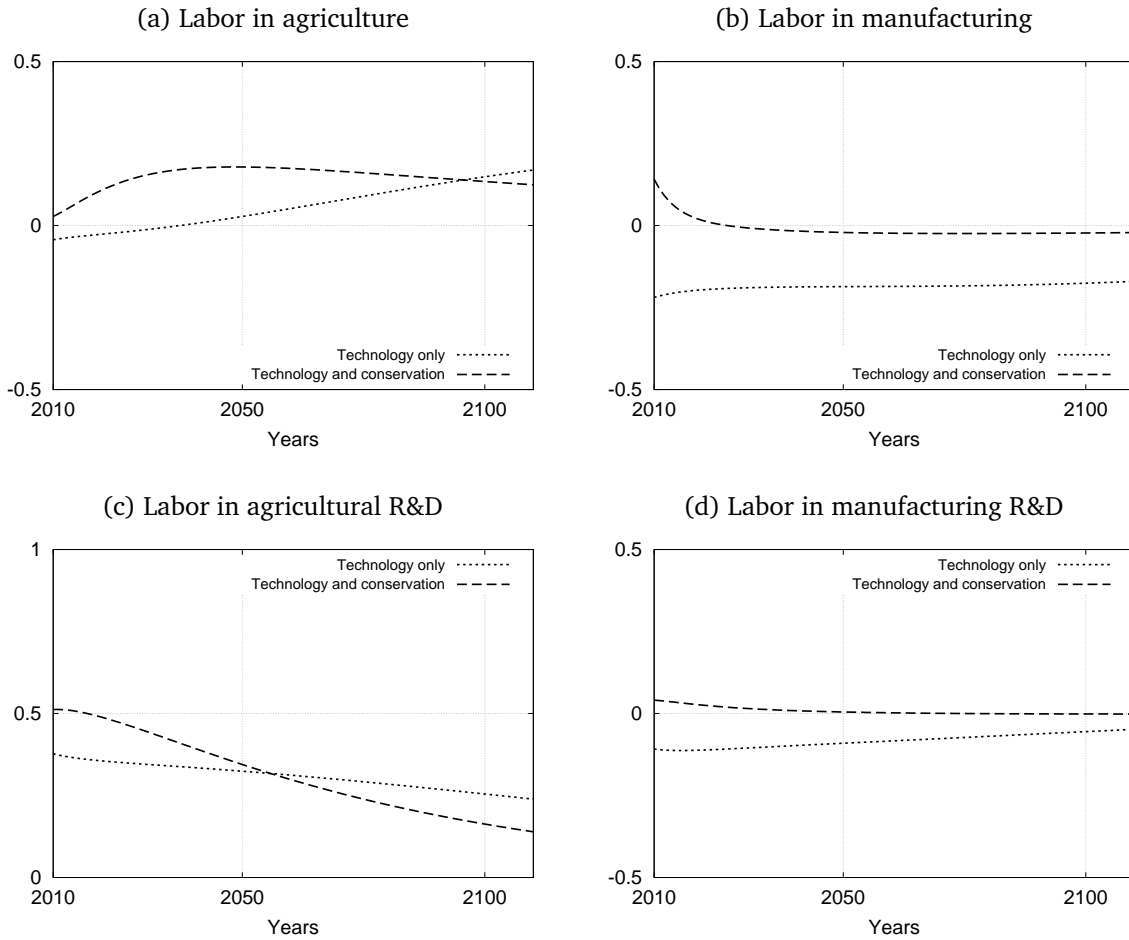 (a) Labor in agriculture
0.5
0
-0.5
2010
2050
2100
Years
Technology only
Technology and conservation
(b) Labor in manufacturing
0.5
0
-0.5
2010
2050
2100
Years
Technology only
Technology and conservation
(c) Labor in agricultural R&D
1
0.5
0
2010
2050
2100
Years
Technology only
Technology and conservation
(d) Labor in manufacturing R&D
0.5
0
-0.5
2010
2050
2100
Years
Technology only
Technology and conservation